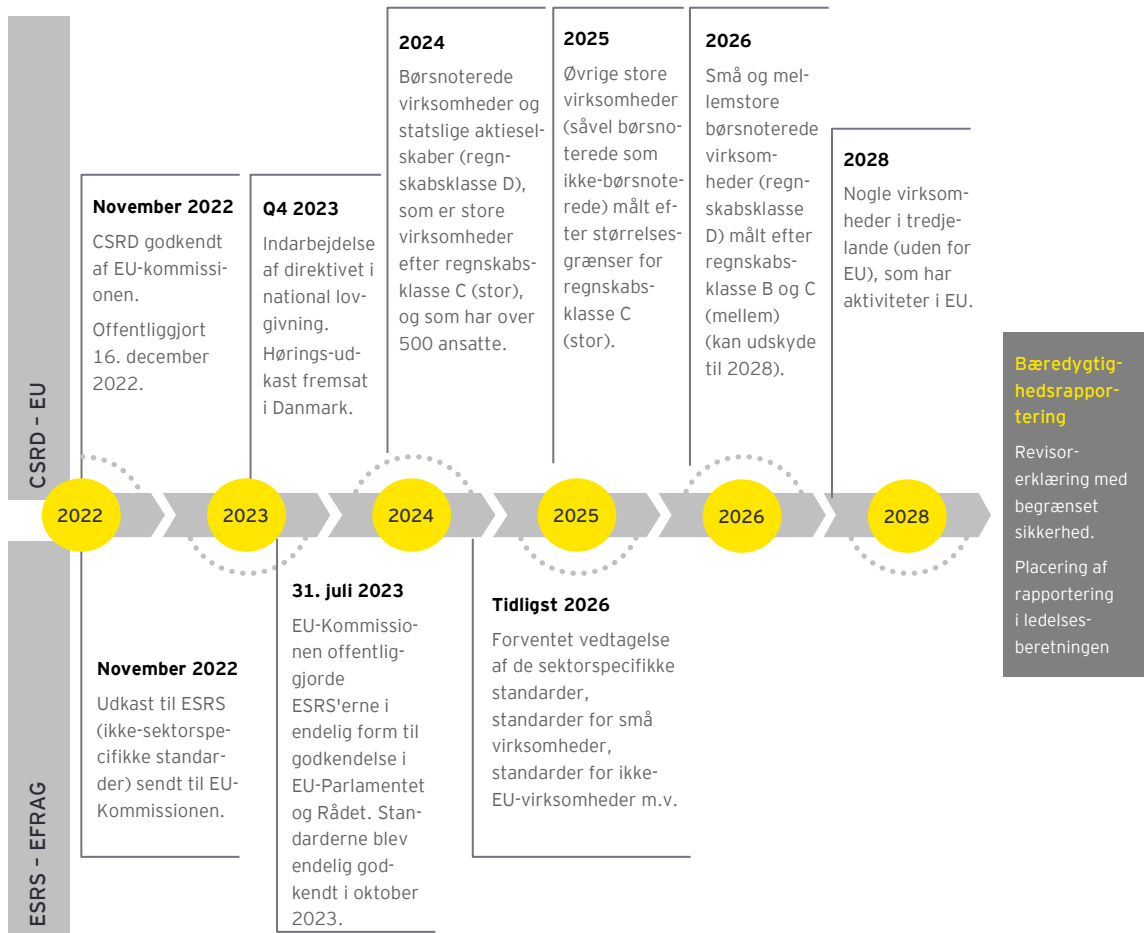 CSRD – EU
November 2022
CSRD godkendt
af EU-kommissi-
onen.
Offentliggjort
16. december
2022.
Q4 2023
Indarbejdelse
af direktivet i
national lov-
givning.
Hørings-ud-
kast fremsat
i Danmark.
2024
Børsnoterede
virksomheder og
statslige aktiesel-
skaber (regn-
skabsklasse D),
som er store
virksomheder
efter regnskabs-
klasse C (stor),
og som har over
500 ansatte.
2025
Øvrige store
virksomheder
(såvel børsno-
terede som
ikke-børsnote-
rede) målt ef-
ter størrelses-
grænser for
regnskabs-
klasse C
(stor).
2026
Små og mel-
lemstore
børsnoterede
virksom-
heder (regn-
skabsklasse
D) målt efter
regnskabs-
klasse B og C
(mellem)
(kan udskyde
til 2028).
2028
Nogle virksom-
heder i tredje-
lande (uden for
EU), som har
aktiviteter i EU.
2022
2023
2024
2025
2026
2028
ESRS – EFRAG
November 2022
Udkast til ESRS
(ikke-sektorspe-
cifikke standar-
der) sendt til EU-
Kommissionen.
31. juli 2023
EU-Kommissio-
nen offentlig-
gjorde
ESRS'erne i
endelig form til
godkendelse i
EU-Parlamentet
og Rådet. Stan-
darderne blev
endelig god-
kendt i oktober
2023.
Tidligst 2026
Forventet vedtagelse
af de sektorspecifikke
standarder,
standarder for små
virksomheder,
standarder for ikke-
EU-virksomheder m.v.
Bæredygtig-
hedsrappor-
tering
Revisor-
erklæring med
begrænset
sikkerhed.
Placering af
rapportering
i ledelses-
beretningen